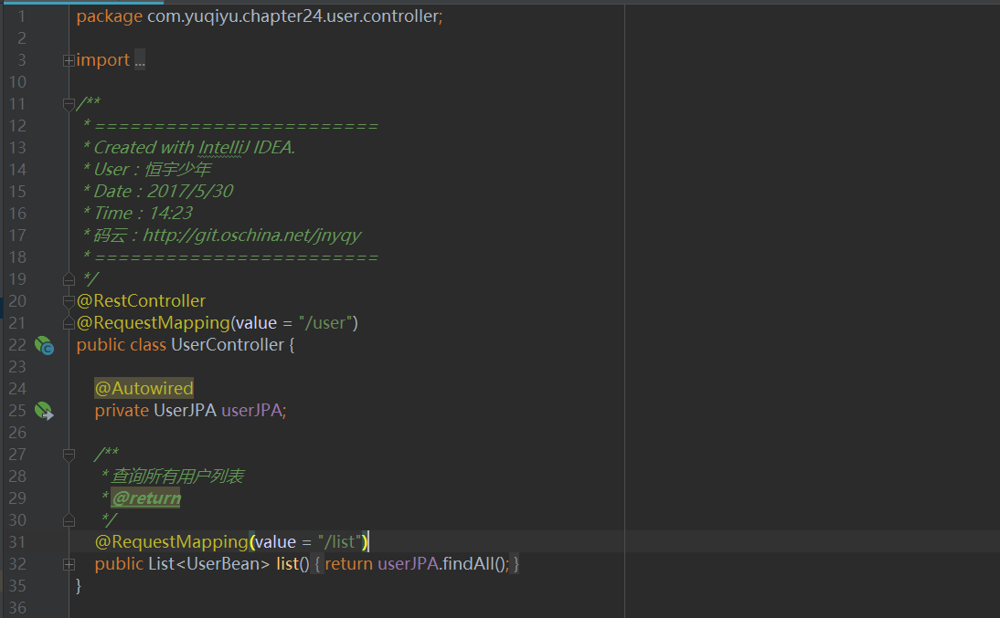 1 package com.yuqiyu.chapter24.user.controller;
2
3 import ...
10
11 /**
12 * ========================
13 * Created with IntelliJ IDEA.
14 * User：恒宇少年
15 * Date：2017/5/30
16 * Time：14:23
17 * 码云：http://git.oschina.net/jnyqy
18 * ========================
19 */
20 @RestController
21 @RequestMapping(value = "/user")
22 public class UserController {
23
24 @Autowired
25 private UserJPA userJPA;
26
27 /**
28 * 查询所有用户列表
29 * @return
30 */
31 @RequestMapping(value = "/list")
32 public List<UserBean> list() { return userJPA.findAll(); }
35 }
36